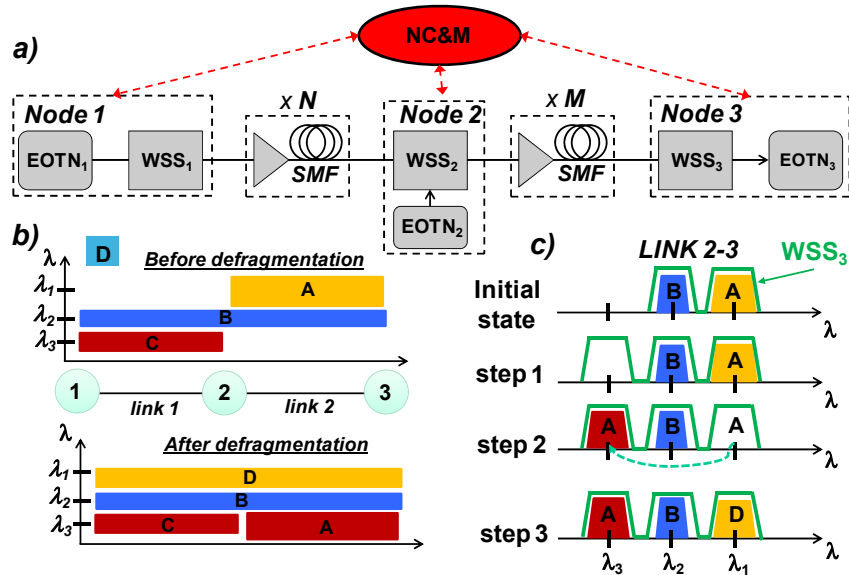 a)
NC&M
Node 1
x N
Node 2
x M
Node 3
EOTN1
WSS1
SMF
WSS2
SMF
WSS3
EOTN3
EOTN2
b)
D
λ
Before defragmentation
λ1
A
λ2
B
λ3
C
1
2
3
link 1
link 2
λ
After defragmentation
λ1
D
λ2
B
λ3
C
A
c)
LINK 2-3
WSS3
Initial
state
B
A
λ
step 1
B
A
λ
step 2
A
B
A
λ
step 3
A
B
D
λ
λ3
λ2
λ1